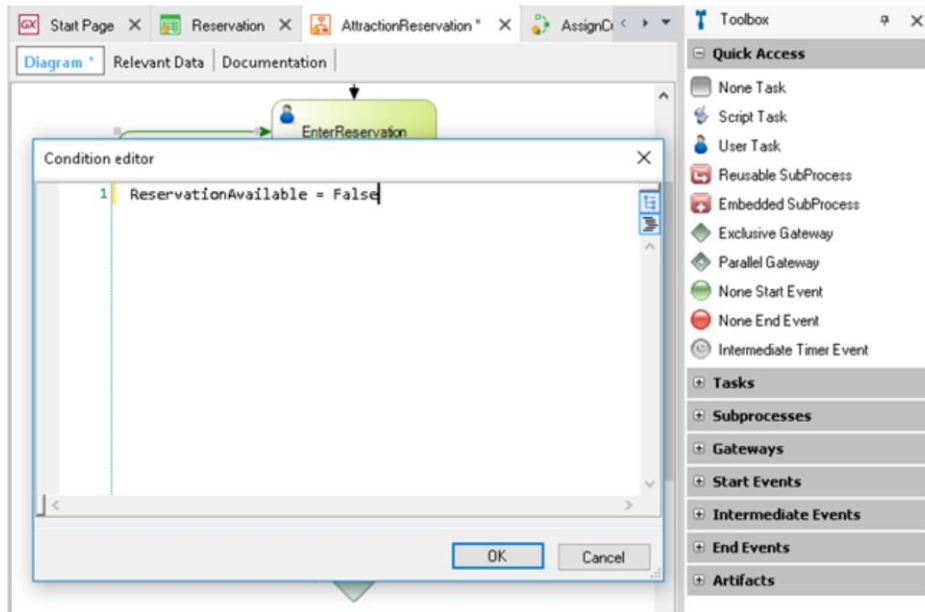 GX Start Page Reservation AttractionReservation * Toolbox
Diagram * Relevant Data Documentation
EnterReservation
Condition editor
1 ReservationAvailable = False
OK Cancel
Quick Access
None Task
Script Task
User Task
Reusable SubProcess
Embedded SubProcess
Exclusive Gateway
Parallel Gateway
None Start Event
None End Event
Intermediate Timer Event
Tasks
Subprocesses
Gateways
Start Events
Intermediate Events
End Events
Artifacts